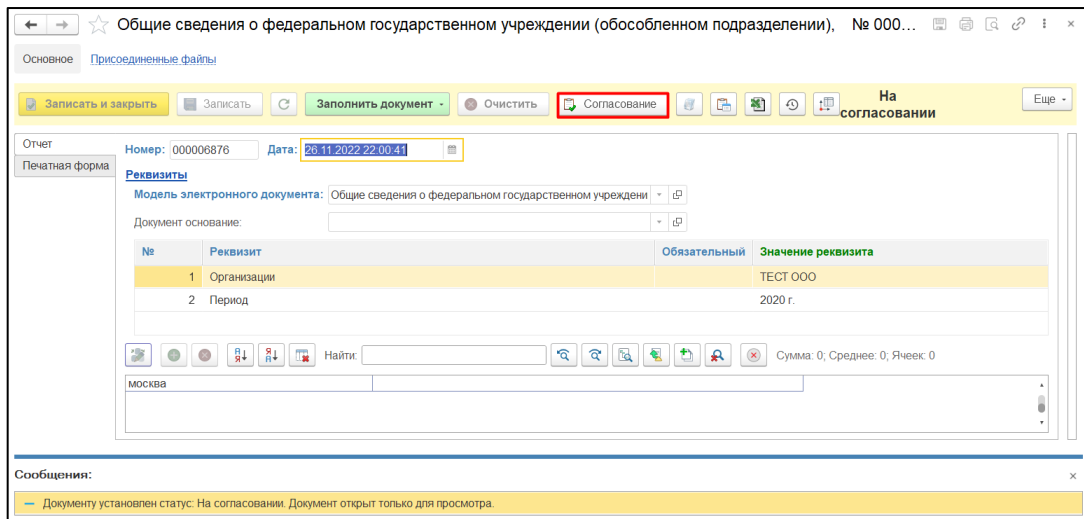 Общие сведения о федеральном государственном учреждении (обособленном подразделении), № 000...
Основное Присоединенные файлы
Записать и закрыть Записать Заполнить документ Очистить Согласование На согласовании Еще
Отчет
Печатная форма
Номер: 000006876 Дата: 26.11.2022 22:00:41
Реквизиты
Модель электронного документа: Общие сведения о федеральном государственном учреждени
Документ основание:
№ Реквизит Обязательный Значение реквизита
1 Организации ТЕСТ ООО
2 Период 2020 г.
Найти: Сумма: 0; Среднее: 0; Ячеек: 0
москва
Сообщения:
— Документу установлен статус: На согласовании. Документ открыт только для просмотра.